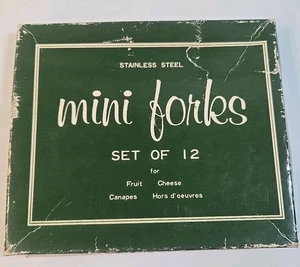 STAINLESS STEEL
mini forks
SET OF 12
for
Fruit Cheese
Canapes Hors d'oeuvres